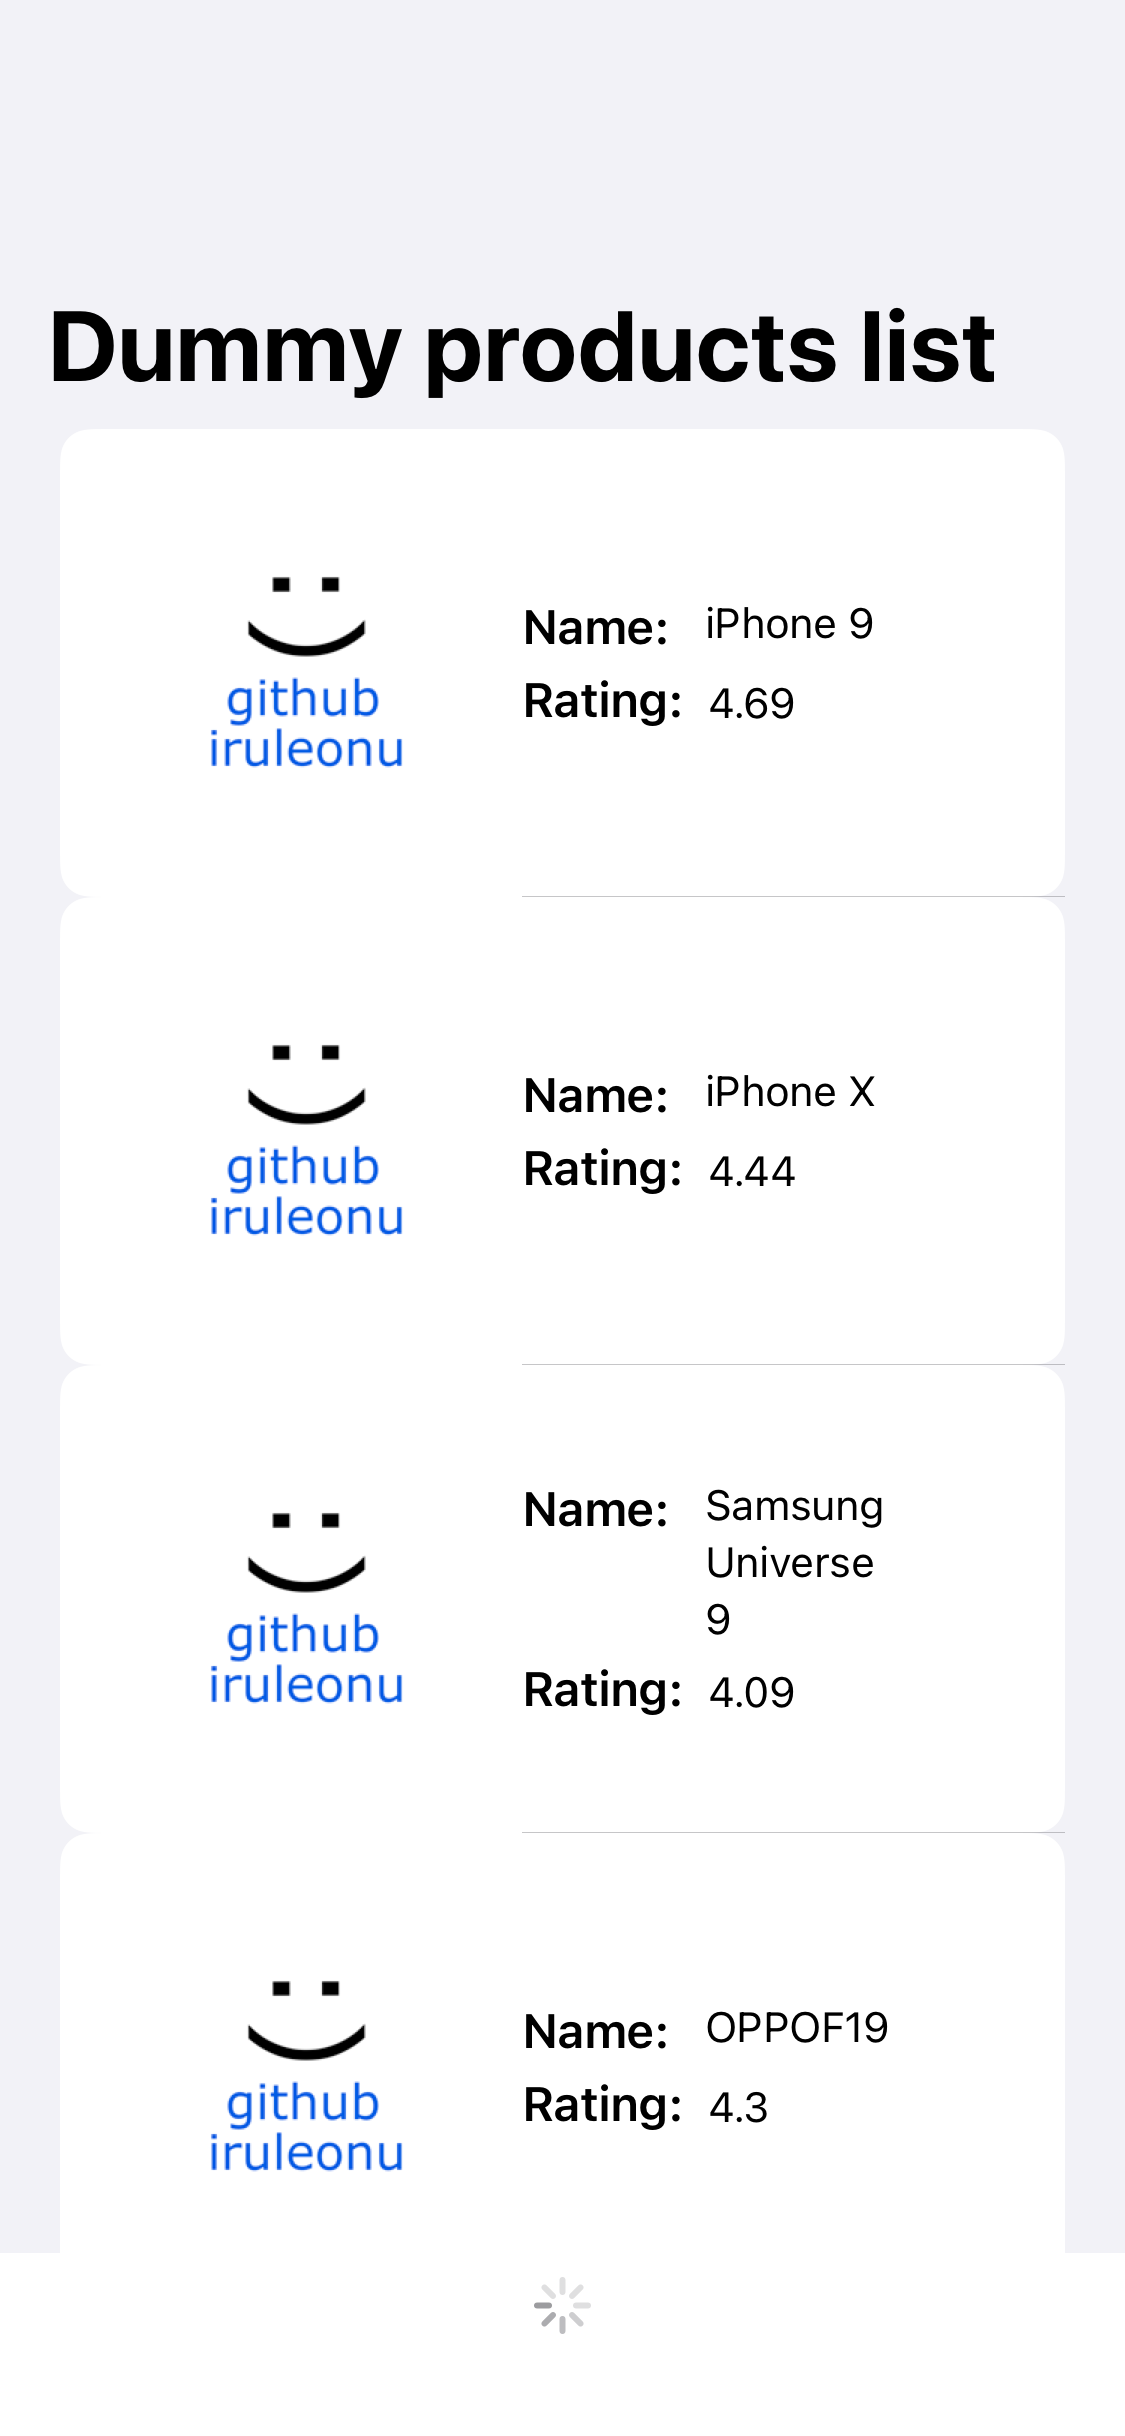 Dummy products list
github
iruleonu
Name: iPhone 9
Rating: 4.69
github
iruleonu
Name: iPhone X
Rating: 4.44
github
iruleonu
Name: Samsung
Universe
9
Rating: 4.09
github
iruleonu
Name: OPPOF19
Rating: 4.3